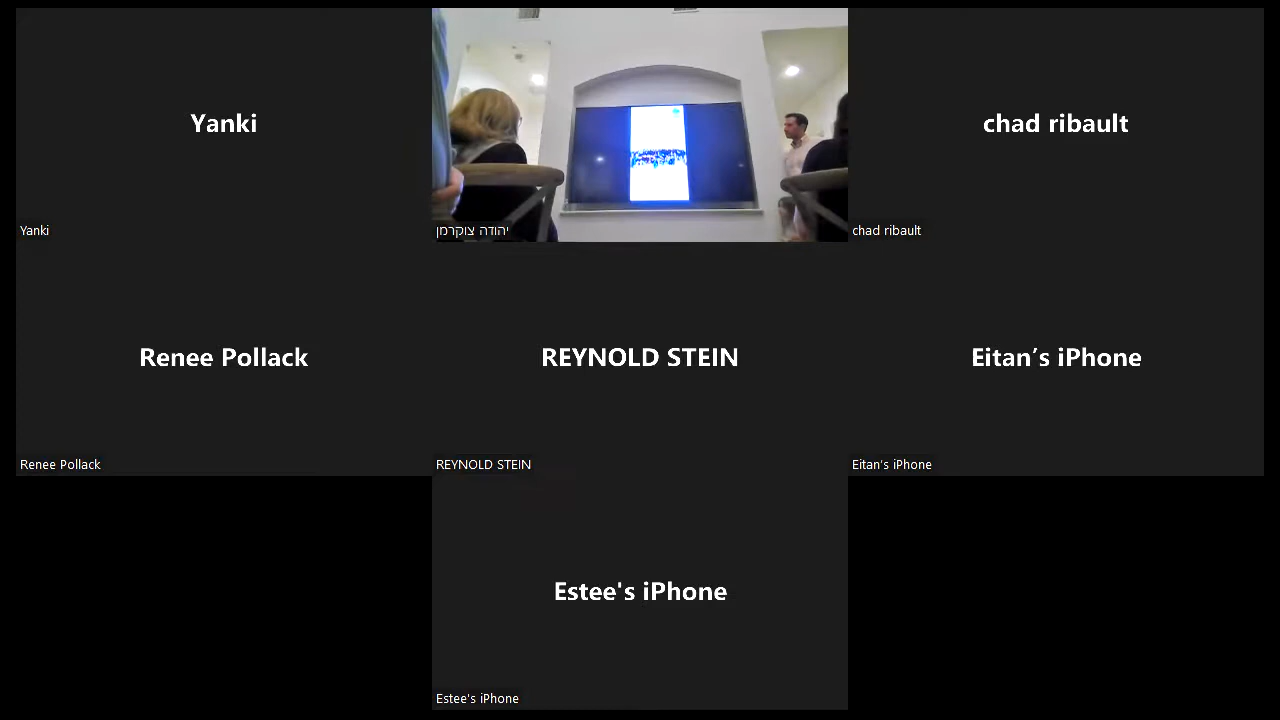 Yanki
Yanki
יהודה צוקרמן
chad ribault
chad ribault
Renee Pollack
Renee Pollack
REYNOLD STEIN
REYNOLD STEIN
Eitan’s iPhone
Eitan's iPhone
Estee's iPhone
Estee's iPhone